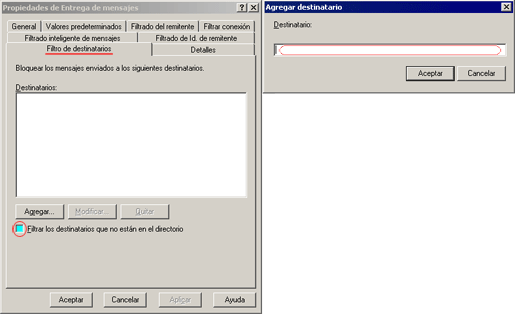 Propiedades de Entrega de mensajes
General Valores predeterminados Filtrado del remitente Filtrar conexión
Filtrado inteligente de mensajes Filtrado de Id. de remitente
Filtro de destinatarios Detalles
Bloquear los mensajes enviados a los siguientes destinatarios.
Destinatarios:
Agregar... Modificar... Quitar
Filtrar los destinatarios que no están en el directorio
Aceptar Cancelar Aplicar Ayuda
Agregar destinatario
Destinatario:
Aceptar Cancelar